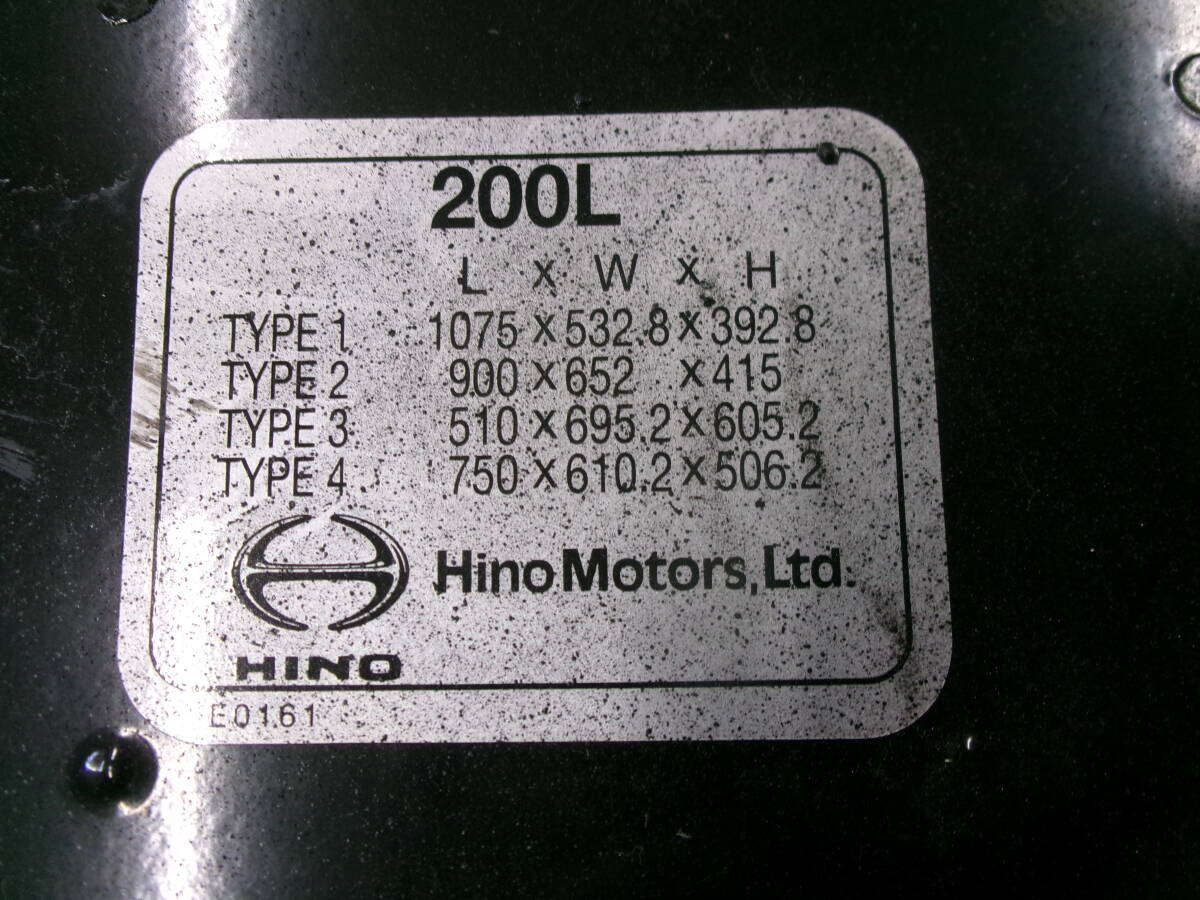 200L
L x W x H
TYPE 1 1075 x 532.8 x 392.8
TYPE 2 900 x 652 x 415
TYPE 3 510 x 695.2 x 605.2
TYPE 4 750 x 610.2 x 506.2
Hino Motors, Ltd.
HINO
E0161